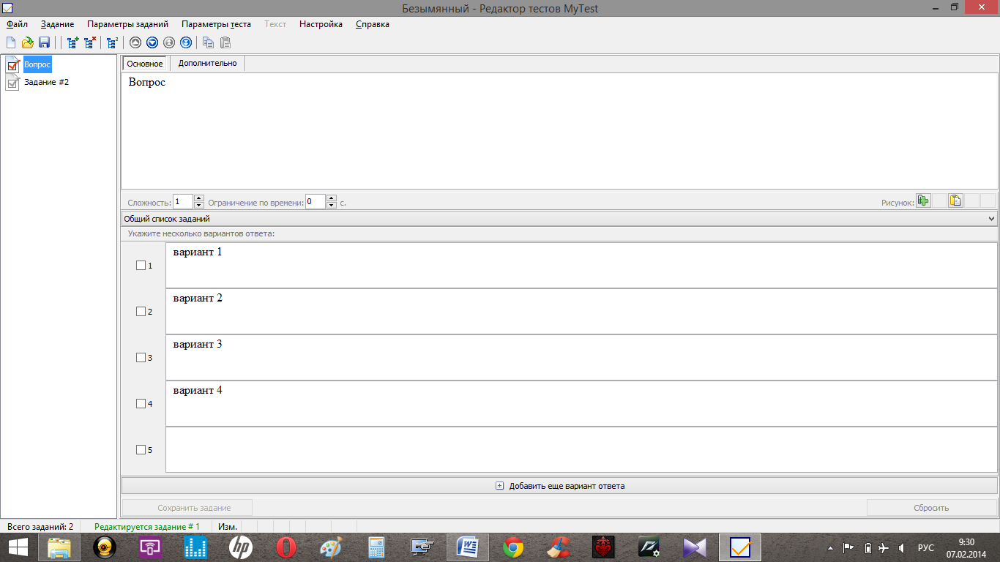 Безымянный - Редактор тестов MyTest
Файл Задание Параметры заданий Параметры теста Текст Настройка Справка
Вопрос
Задание #2
Основное Дополнительно
Вопрос
Сложность: 1 Ограничение по времени: 0 с. Рисунок:
Общий список заданий
Укажите несколько вариантов ответа:
1 вариант 1
2 вариант 2
3 вариант 3
4 вариант 4
5
Добавить еще вариант ответа
Сохранить задание Сбросить
Всего заданий: 2 Редактируется задание # 1 Изм.
hp
РУС
9:30
07.02.2014